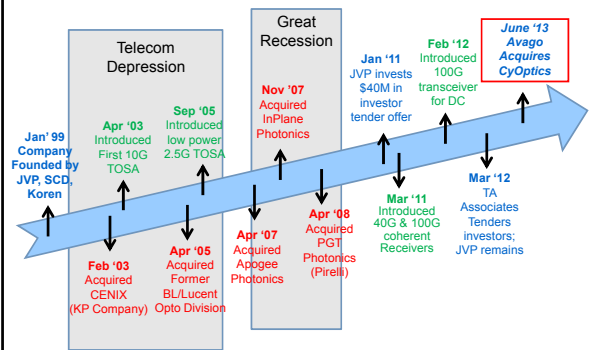 Telecom
Depression
Great
Recession
Jan’ 99
Company
Founded by
JVP, SCD,
Koren
Apr ‘03
Introduced
First 10G
TOSA
Sep ‘05
Introduced
low power
2.5G TOSA
Nov ’07
Acquired
InPlane
Photonics
Jan ‘11
JVP invests
$40M in
investor
tender offer
Feb ‘12
Introduced
100G
transceiver
for DC
June ‘13
Avago
Acquires
CyOptics
Feb ‘03
Acquired
CENIX
(KP Company)
Apr ‘05
Acquired
Former
BL/Lucent
Opto Division
Apr ‘07
Acquired
Apogee
Photonics
Apr ‘08
Acquired
PGT
Photonics
(Pirelli)
Mar ‘11
Introduced
40G & 100G
coherent
Receivers
Mar ‘12
TA
Associates
Tenders
investors;
JVP remains